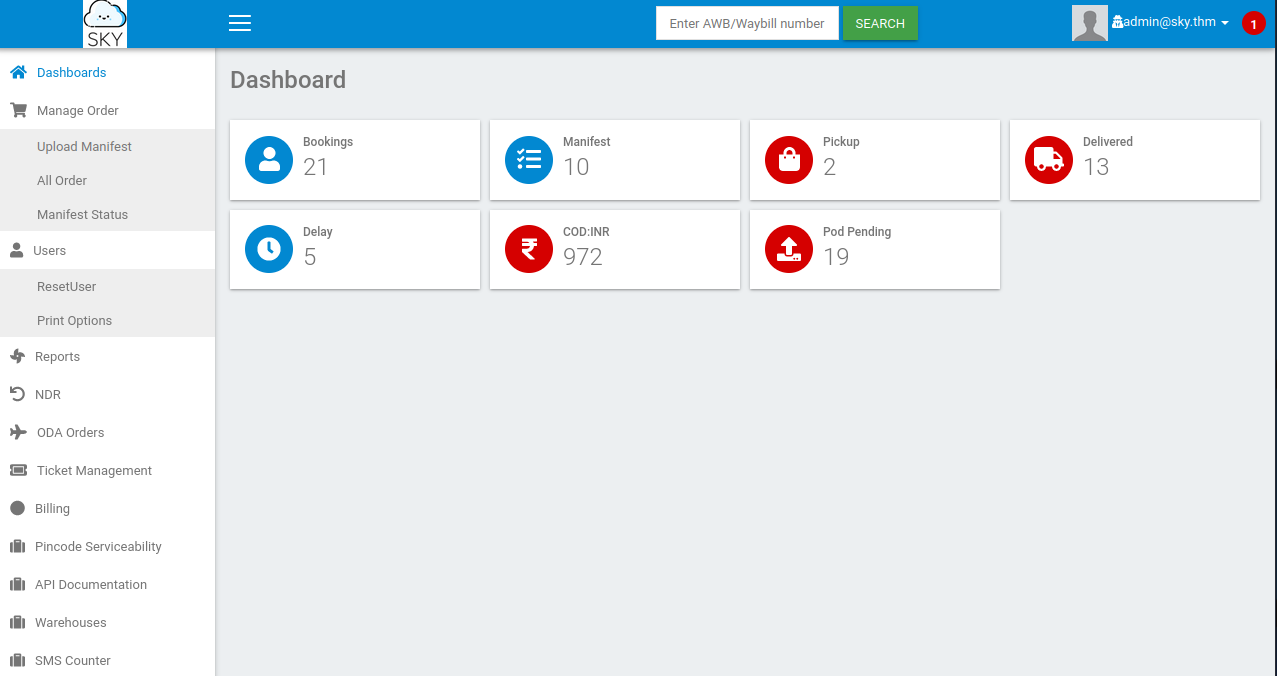 SKY
Enter AWB/Waybill number
SEARCH
admin@sky.thm
1
Dashboards
Manage Order
Upload Manifest
All Order
Manifest Status
Users
ResetUser
Print Options
Reports
NDR
ODA Orders
Ticket Management
Billing
Pincode Serviceability
API Documentation
Warehouses
SMS Counter
Dashboard
Bookings
21
Manifest
10
Pickup
2
Delivered
13
Delay
5
COD:INR
972
Pod Pending
19